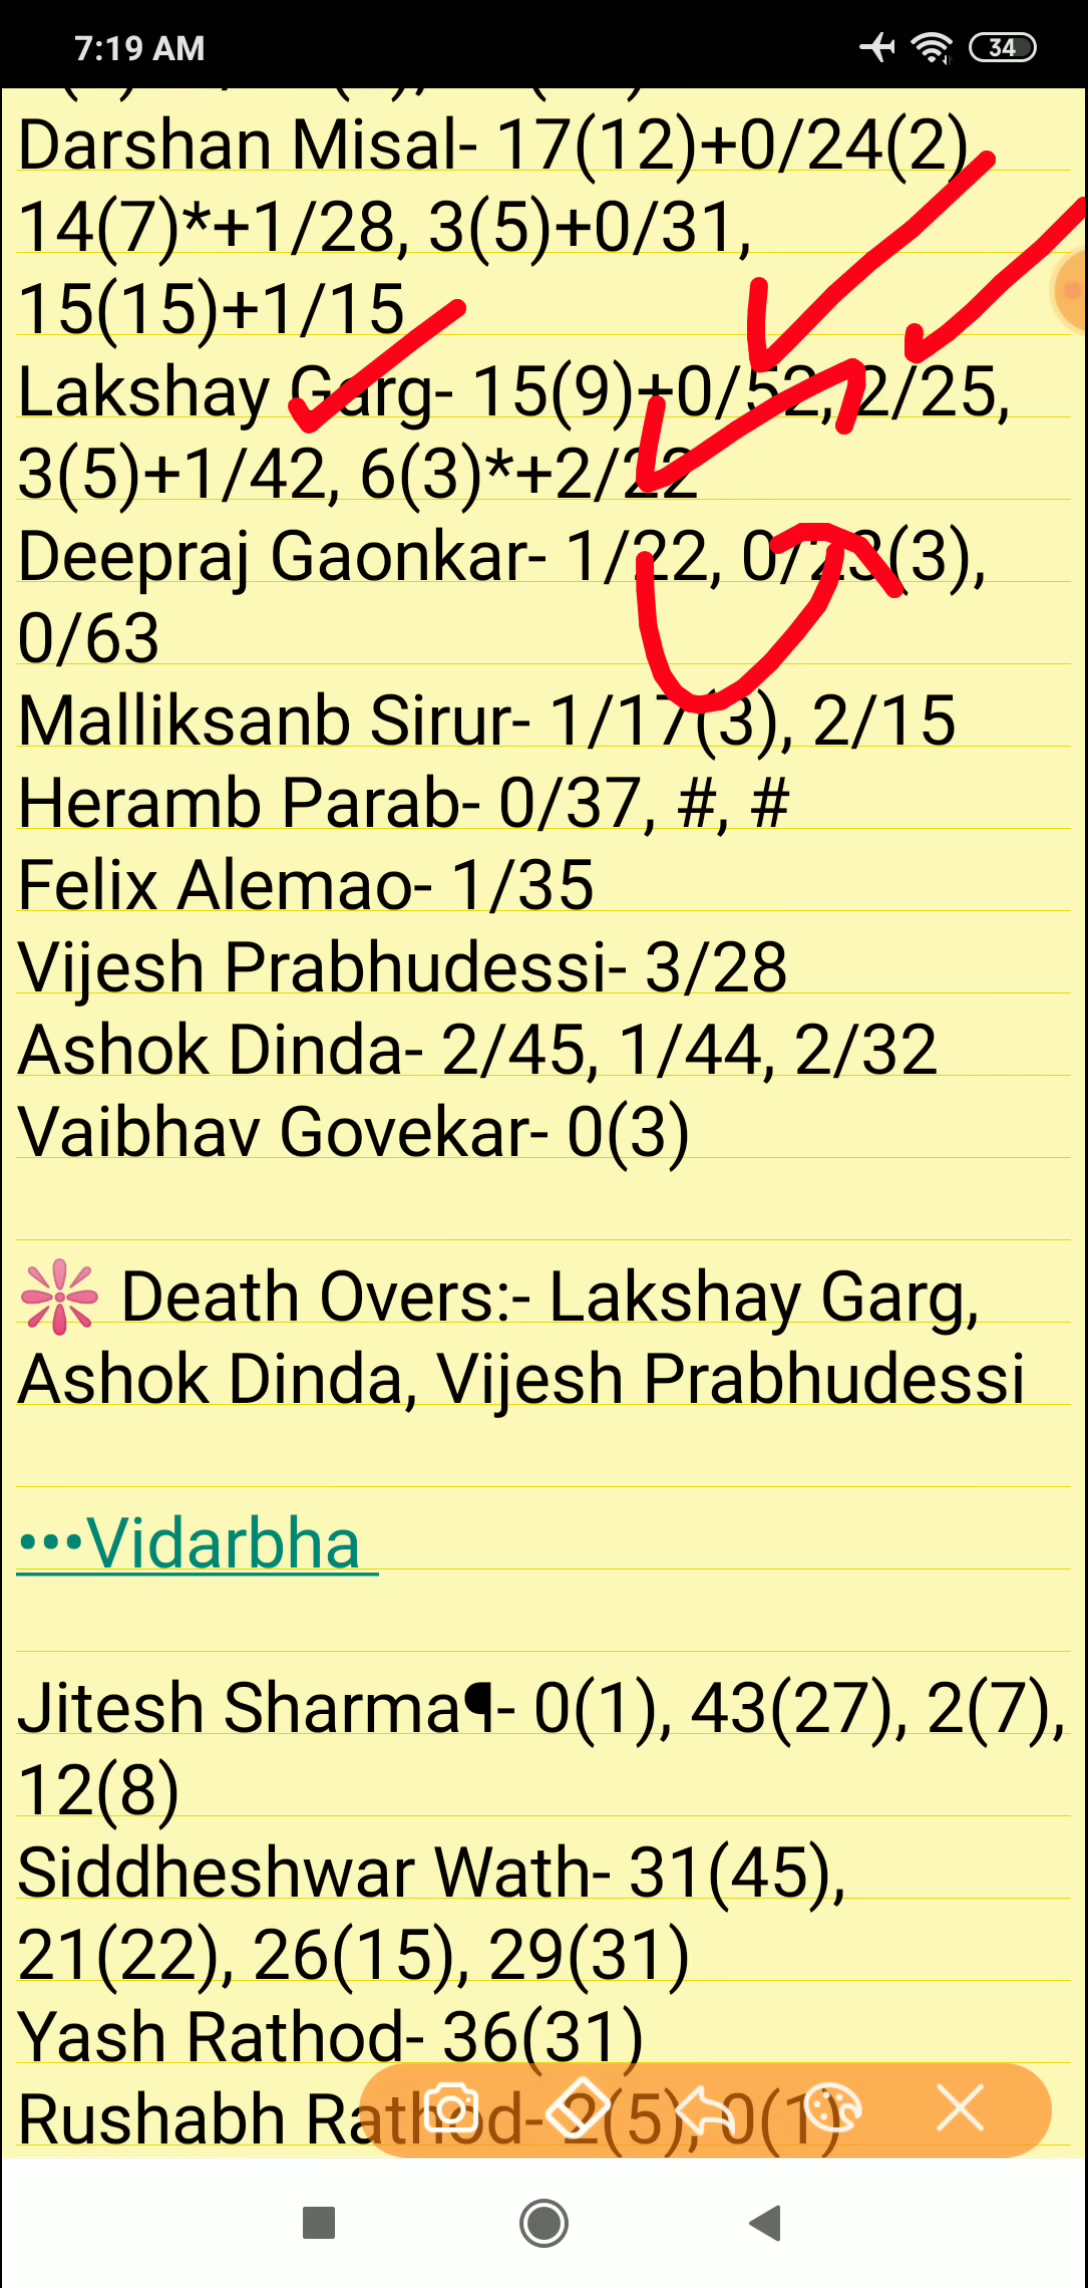 7:19 AM
34
Darshan Misal- 17(12)+0/24(2),
14(7)*+1/28, 3(5)+0/31,
15(15)+1/15
Lakshay Garg- 15(9)+0/52, 2/25,
3(5)+1/42, 6(3)*+2/22
Deepraj Gaonkar- 1/22, 0/23(3),
0/63
Malliksanb Sirur- 1/17(3), 2/15
Heramb Parab- 0/37, #, #
Felix Alemao- 1/35
Vijesh Prabhudessi- 3/28
Ashok Dinda- 2/45, 1/44, 2/32
Vaibhav Govekar- 0(3)
Death Overs:- Lakshay Garg,
Ashok Dinda, Vijesh Prabhudessi
•••Vidarbha
Jitesh Sharma¶- 0(1), 43(27), 2(7),
12(8)
Siddheshwar Wath- 31(45),
21(22), 26(15), 29(31)
Yash Rathod- 36(31)
Rushabh Rathod- 2(5), 0(1)